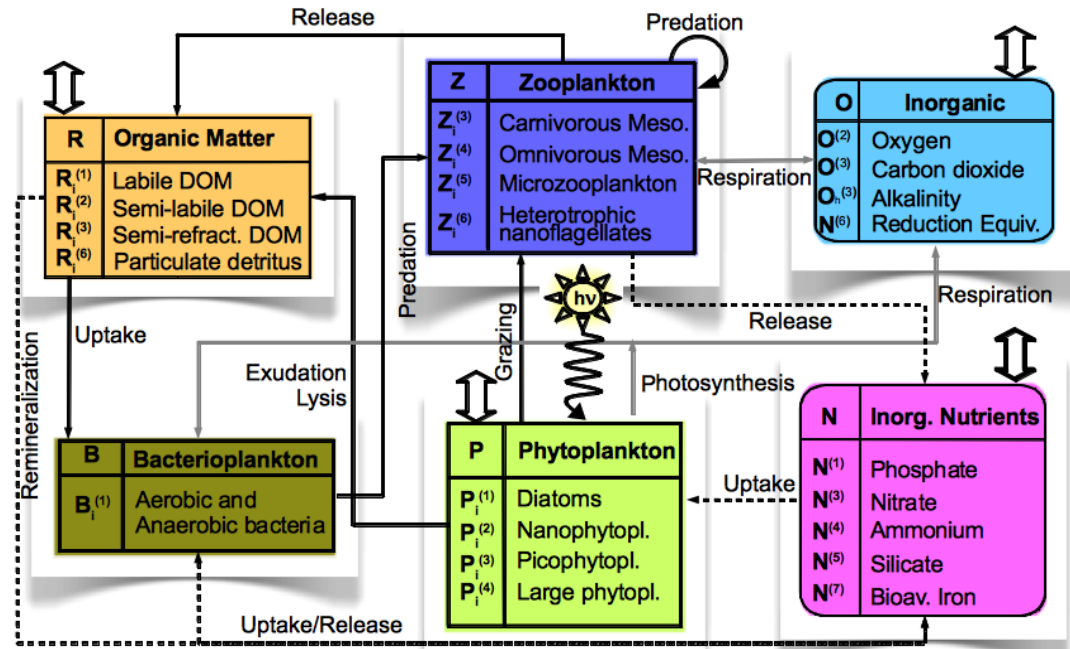 Release
Predation
Z Zooplankton
Z_i^(3) Carnivorous Meso.
Z_i^(4) Omnivorous Meso.
Z_i^(5) Microzooplankton
Z_i^(6) Heterotrophic
nanoflagellates
O Inorganic
O^(2) Oxygen
O^(3) Carbon dioxide
O_h^(3) Alkalinity
N^(6) Reduction Equiv.
R Organic Matter
R_i^(1) Labile DOM
R_i^(2) Semi-labile DOM
R_i^(3) Semi-refract. DOM
R_i^(6) Particulate detritus
Respiration
Predation
hν
Respiration
Release
Uptake
Grazing
Exudation
Lysis
Photosynthesis
Remineralization
B Bacterioplankton
B_i^(1) Aerobic and
Anaerobic bacteria
P Phytoplankton
P_i^(1) Diatoms
P_i^(2) Nanophytopl.
P_i^(3) Picophytopl.
P_i^(4) Large phytopl.
Uptake
N Inorg. Nutrients
N^(1) Phosphate
N^(3) Nitrate
N^(4) Ammonium
N^(5) Silicate
N^(7) Bioav. Iron
Uptake/Release